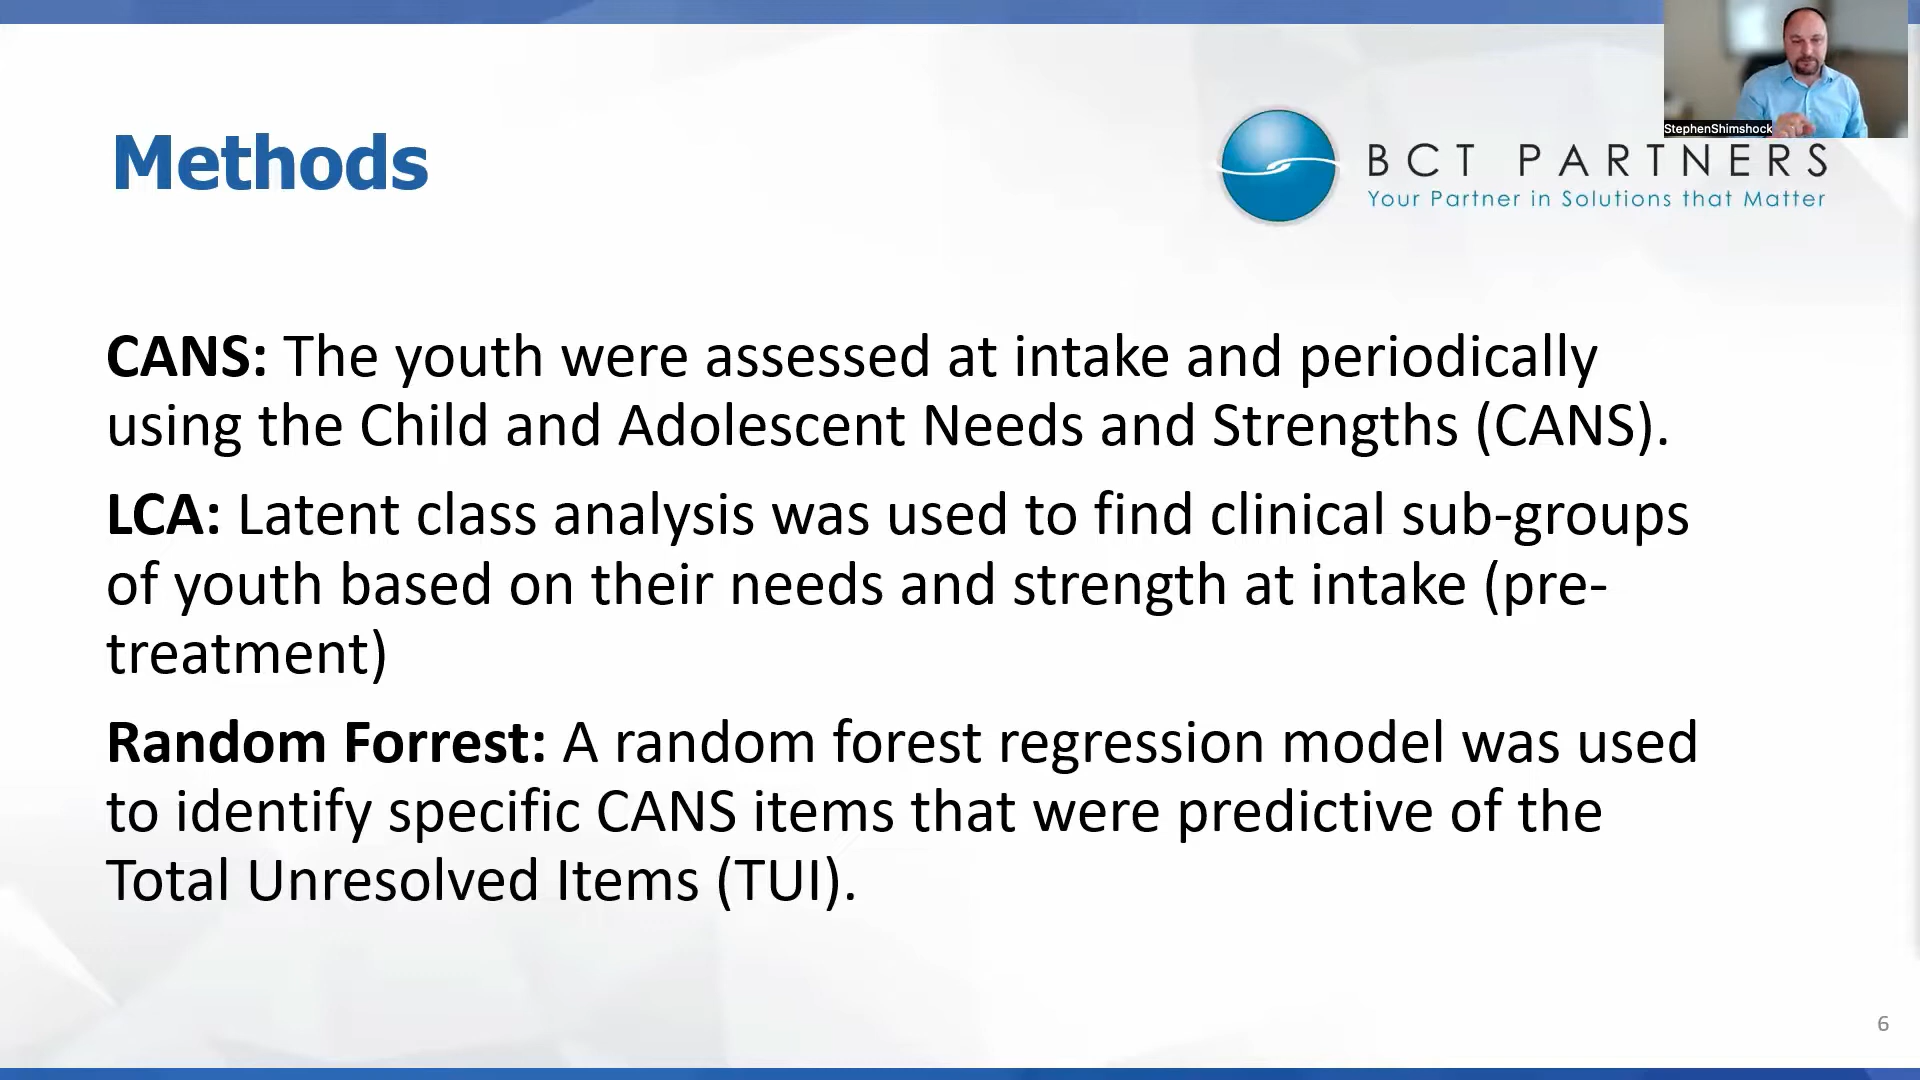 StephenShimshock
Methods
BCT PARTNERS
Your Partner in Solutions that Matter
CANS: The youth were assessed at intake and periodically
using the Child and Adolescent Needs and Strengths (CANS).
LCA: Latent class analysis was used to find clinical sub-groups
of youth based on their needs and strength at intake (pre-
treatment)
Random Forrest: A random forest regression model was used
to identify specific CANS items that were predictive of the
Total Unresolved Items (TUI).
6